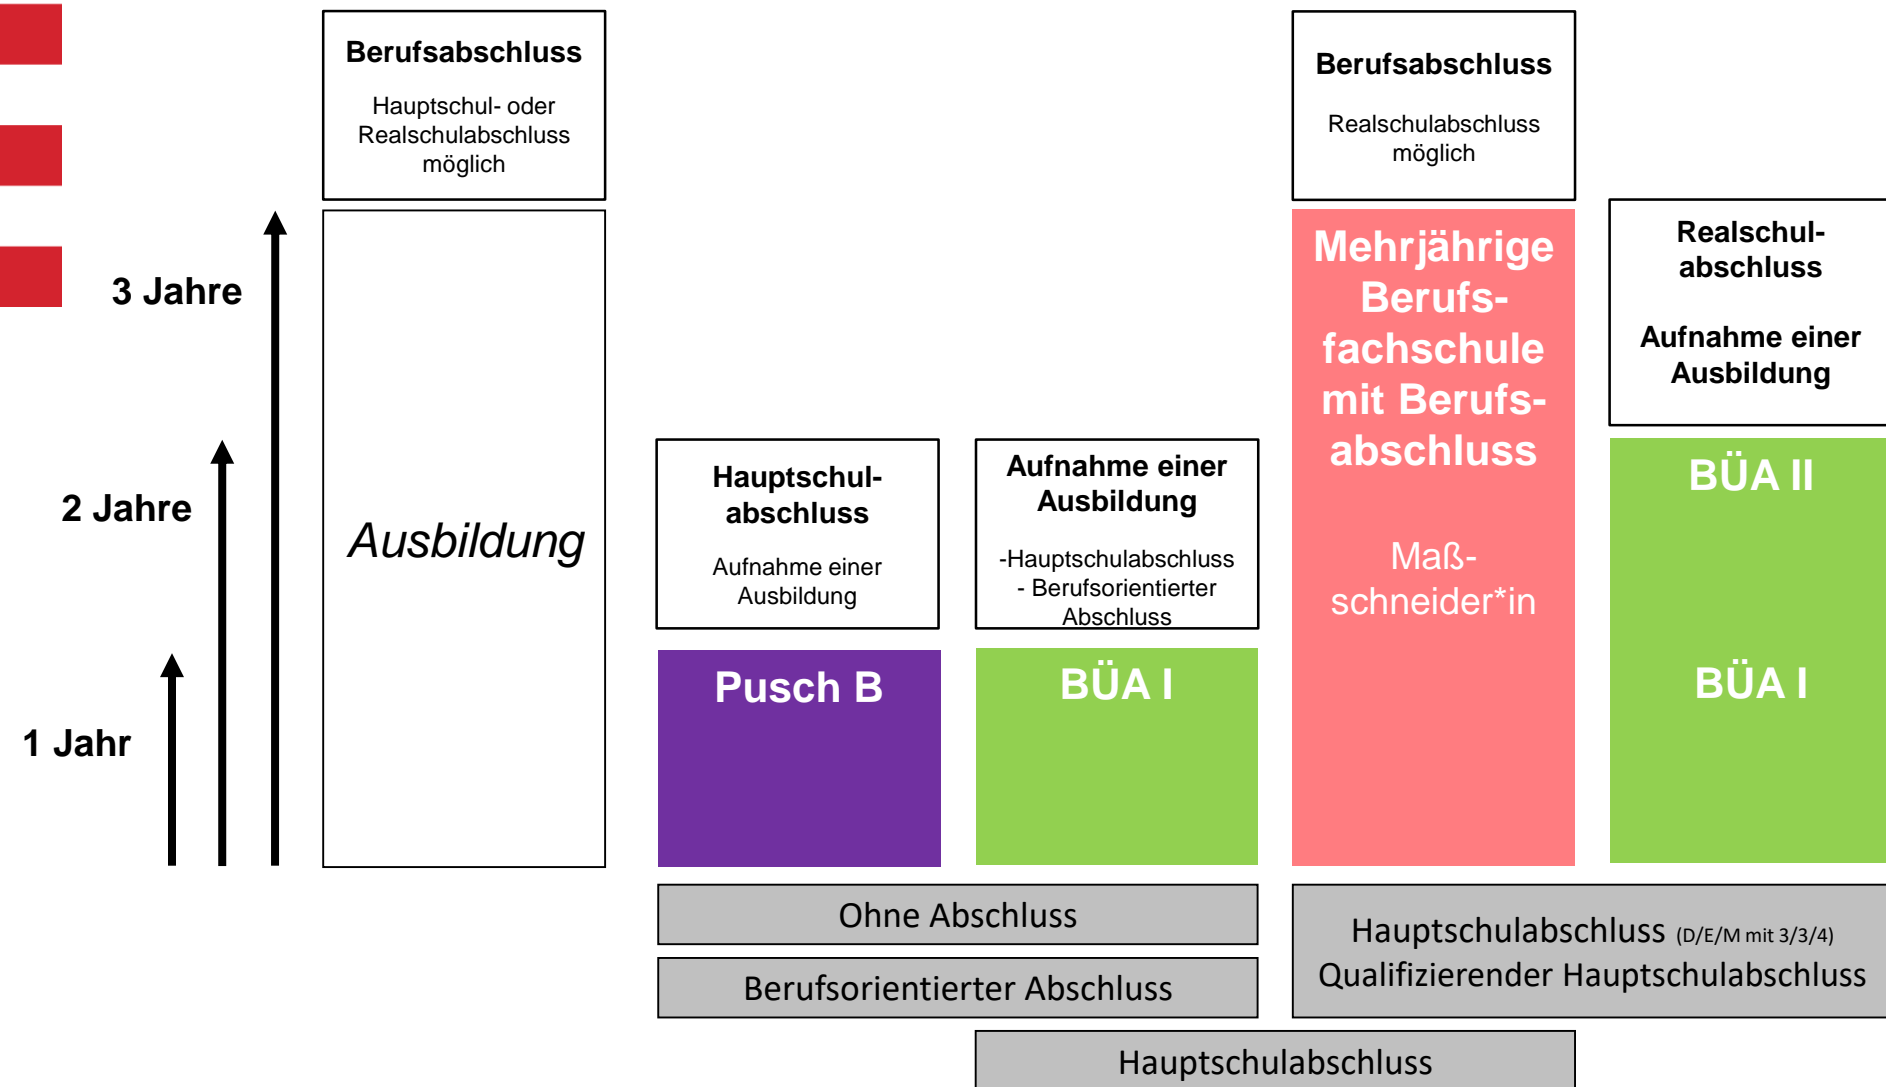 Berufsabschluss
Hauptschul- oder
Realschulabschluss
möglich
Berufsabschluss
Realschulabschluss
möglich
3 Jahre
2 Jahre
1 Jahr
Ausbildung
Hauptschul-
abschluss
Aufnahme einer
Ausbildung
Pusch B
Aufnahme einer
Ausbildung
-Hauptschulabschluss
- Berufsorientierter
Abschluss
BÜA I
Mehrjährige
Berufs-
fachschule
mit Berufs-
abschluss
Maß-
schneider*in
Realschul-
abschluss
Aufnahme einer
Ausbildung
BÜA II
BÜA I
Ohne Abschluss
Berufsorientierter Abschluss
Hauptschulabschluss (D/E/M mit 3/3/4)
Qualifizierender Hauptschulabschluss
Hauptschulabschluss